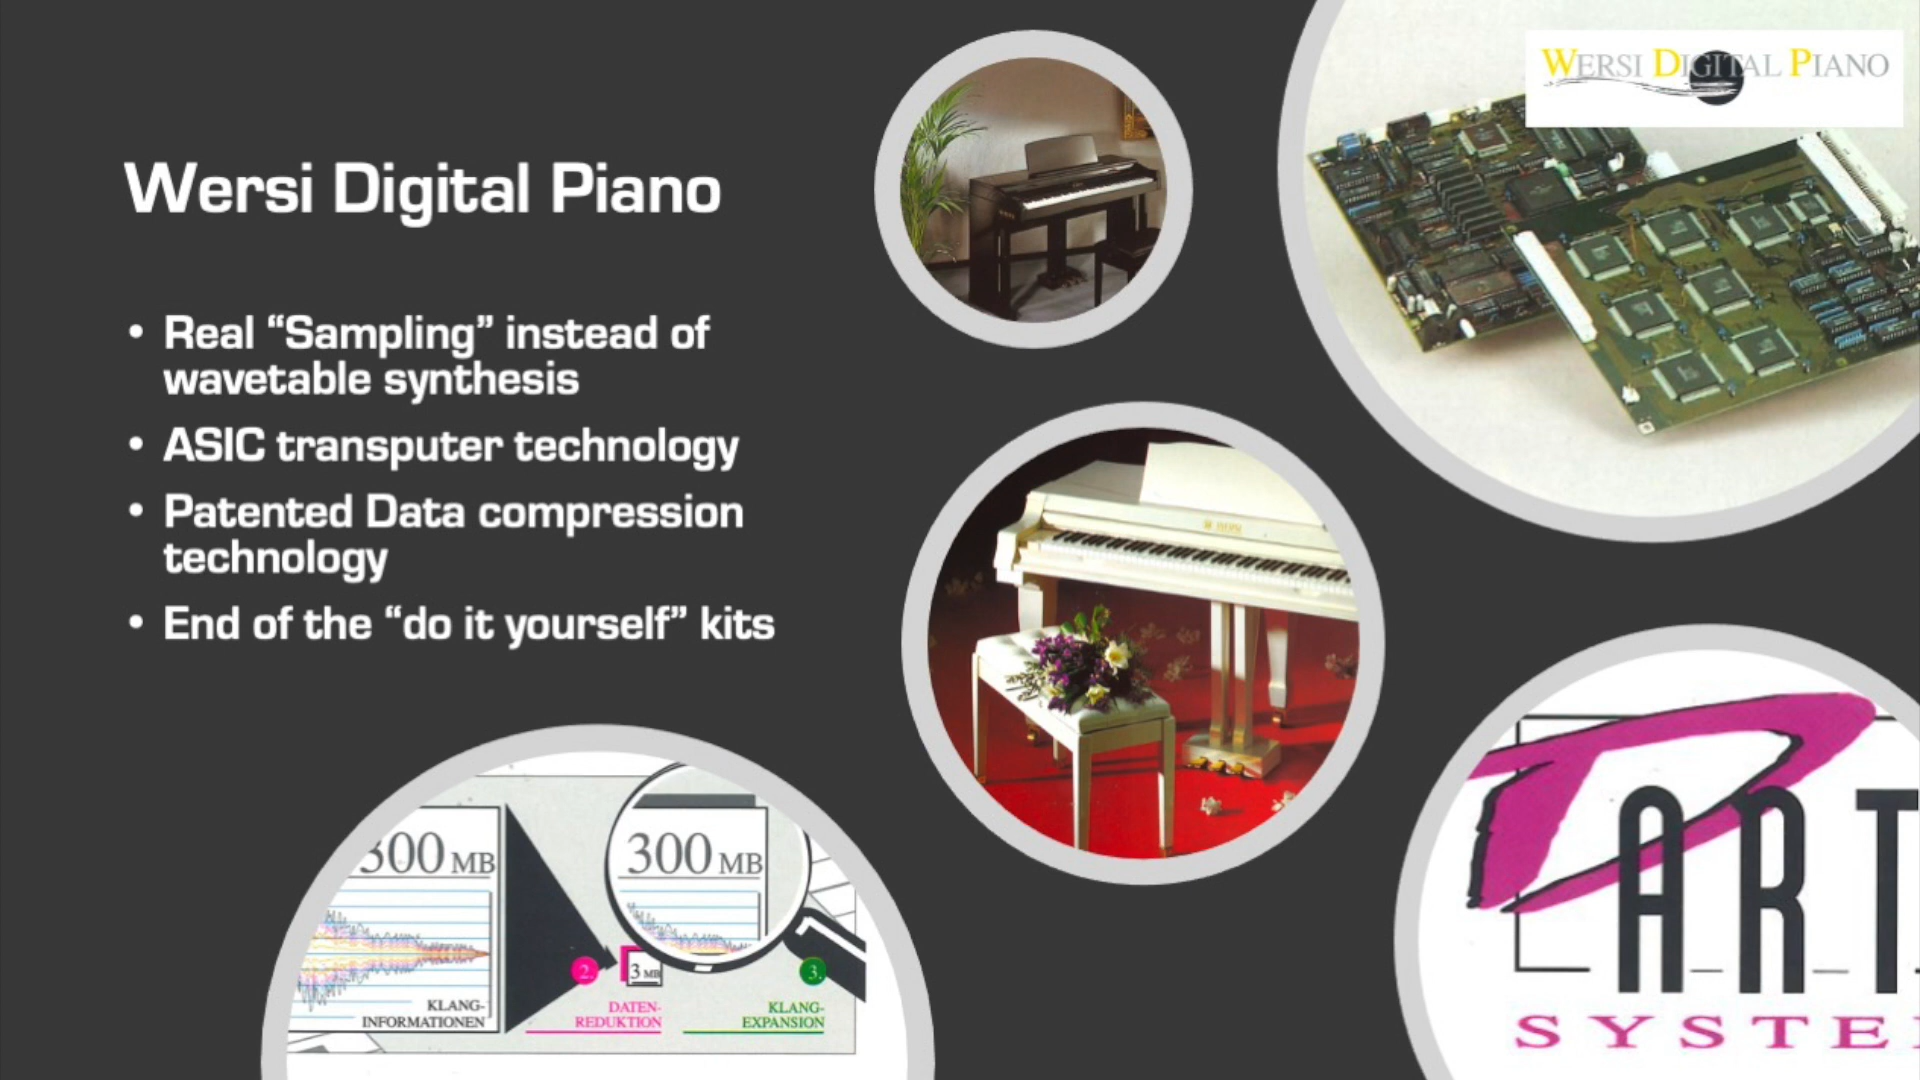 WERSI DIGITAL PIANO
Wersi Digital Piano
• Real “Sampling” instead of
wavetable synthesis
• ASIC transputer technology
• Patented Data compression
technology
• End of the “do it yourself” kits
300 MB
300 MB
2.
3 MB
3.
KLANG-
INFORMATIONEN
DATEN-
REDUKTION
KLANG-
EXPANSION
DART
SYSTE